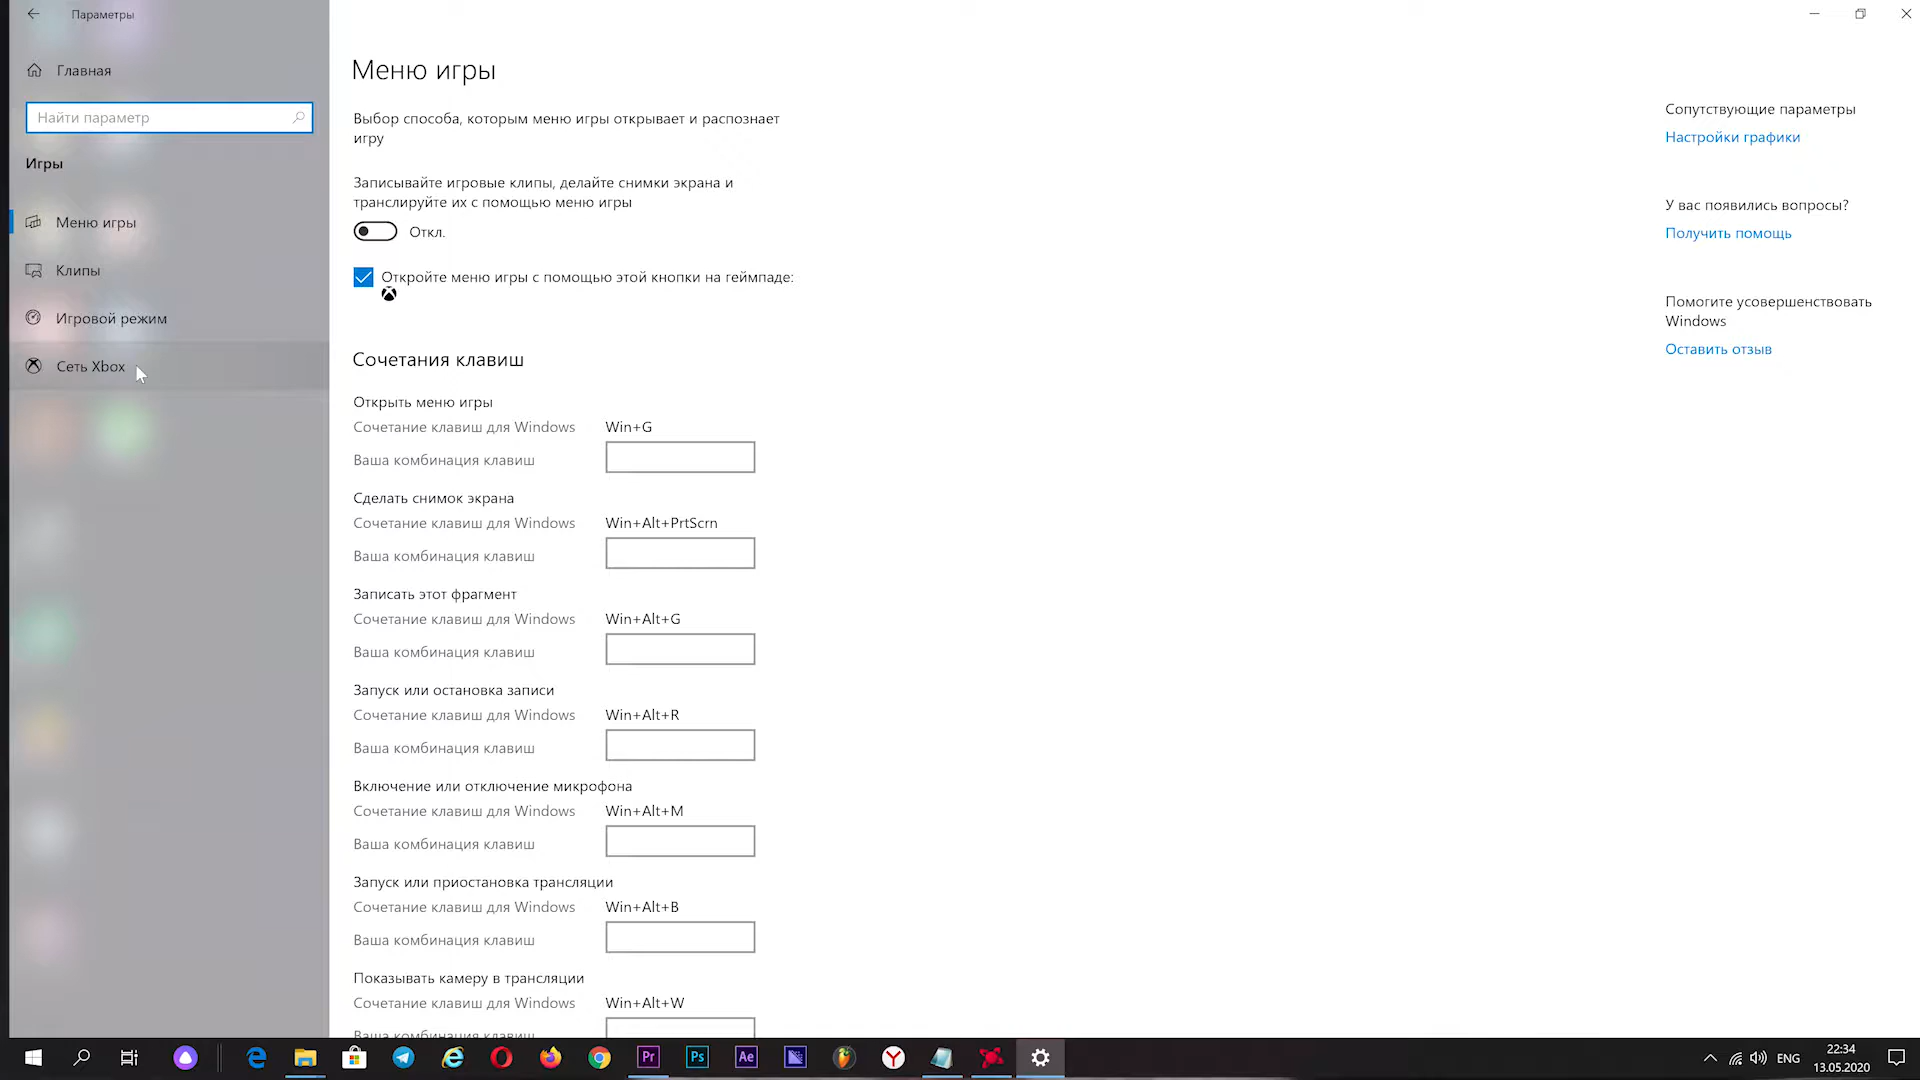 Параметры
Главная
Найти параметр
Игры
Меню игры
Клипы
Игровой режим
Сеть Xbox
Меню игры
Выбор способа, которым меню игры открывает и распознает
игру
Записывайте игровые клипы, делайте снимки экрана и
транслируйте их с помощью меню игры
Откл.
Откройте меню игры с помощью этой кнопки на геймпаде:
Сочетания клавиш
Открыть меню игры
Сочетание клавиш для Windows Win+G
Ваша комбинация клавиш
Сделать снимок экрана
Сочетание клавиш для Windows Win+Alt+PrtScrn
Ваша комбинация клавиш
Записать этот фрагмент
Сочетание клавиш для Windows Win+Alt+G
Ваша комбинация клавиш
Запуск или остановка записи
Сочетание клавиш для Windows Win+Alt+R
Ваша комбинация клавиш
Включение или отключение микрофона
Сочетание клавиш для Windows Win+Alt+M
Ваша комбинация клавиш
Запуск или приостановка трансляции
Сочетание клавиш для Windows Win+Alt+B
Ваша комбинация клавиш
Показывать камеру в трансляции
Сочетание клавиш для Windows Win+Alt+W
Ваша комбинация клавиш
Сопутствующие параметры
Настройки графики
У вас появились вопросы?
Получить помощь
Помогите усовершенствовать
Windows
Оставить отзыв
Pr Ps Ae
ENG
22:34
13.05.2020